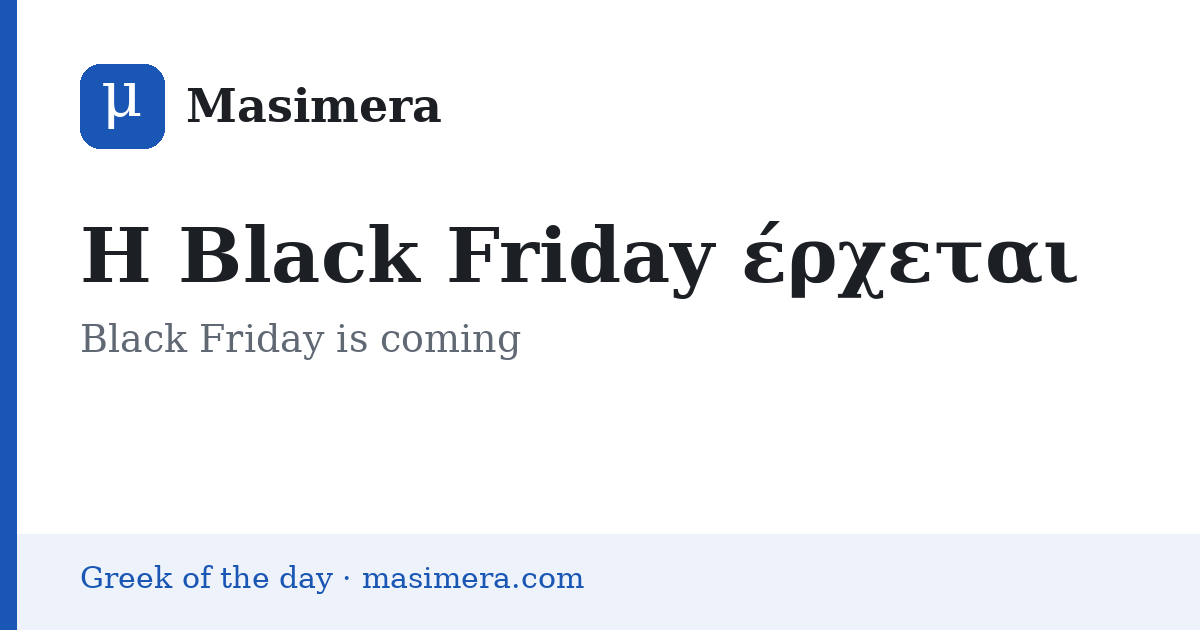 μ Masimera
Η Black Friday έρχεται
Black Friday is coming
Greek of the day · masimera.com